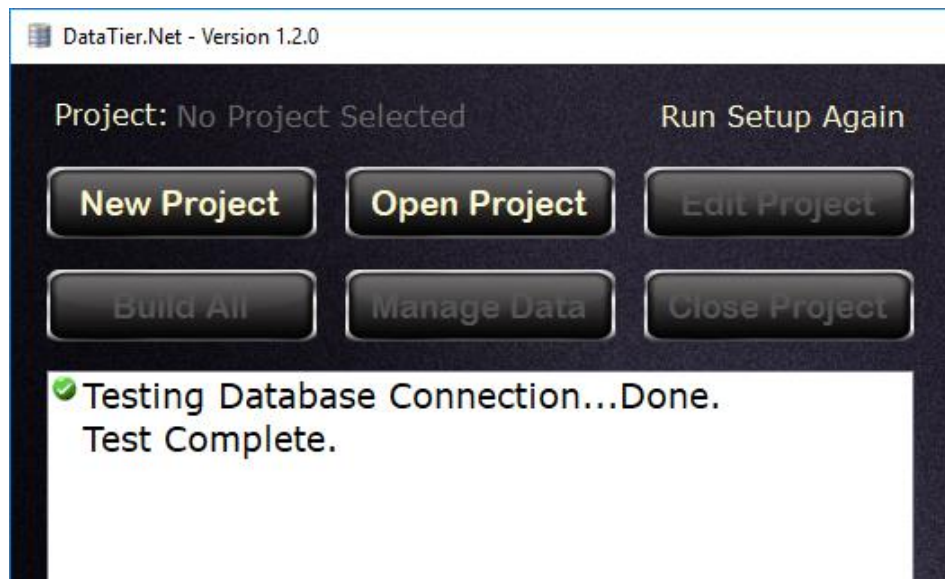 DataTier.Net - Version 1.2.0
Project: No Project Selected Run Setup Again
New Project Open Project Edit Project
Build All Manage Data Close Project
Testing Database Connection...Done.
Test Complete.